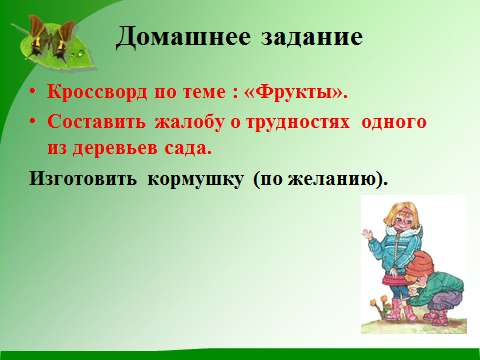 Домашнее задание
• Кроссворд по теме : «Фрукты».
• Составить жалобу о трудностях одного
из деревьев сада.
Изготовить кормушку (по желанию).